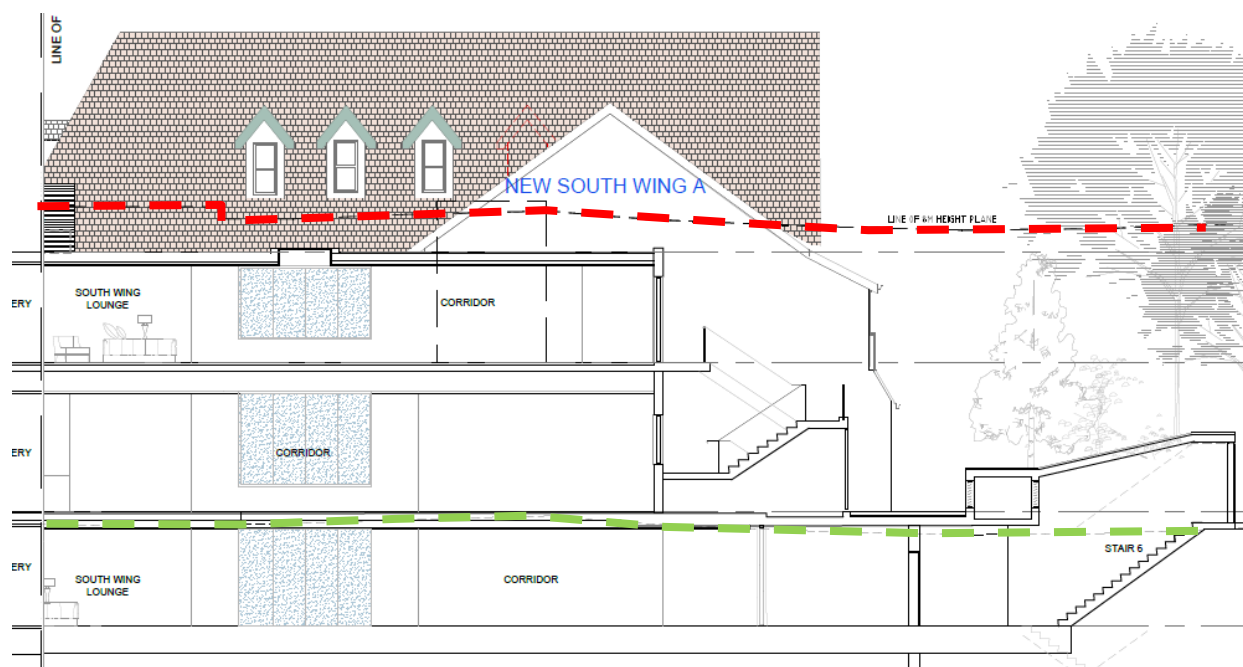 LINE OF
NEW SOUTH WING A
LINE OF 8M HEIGHT PLANE
ERY
SOUTH WING
LOUNGE
CORRIDOR
ERY
CORRIDOR
ERY
SOUTH WING
LOUNGE
CORRIDOR
STAIR 6